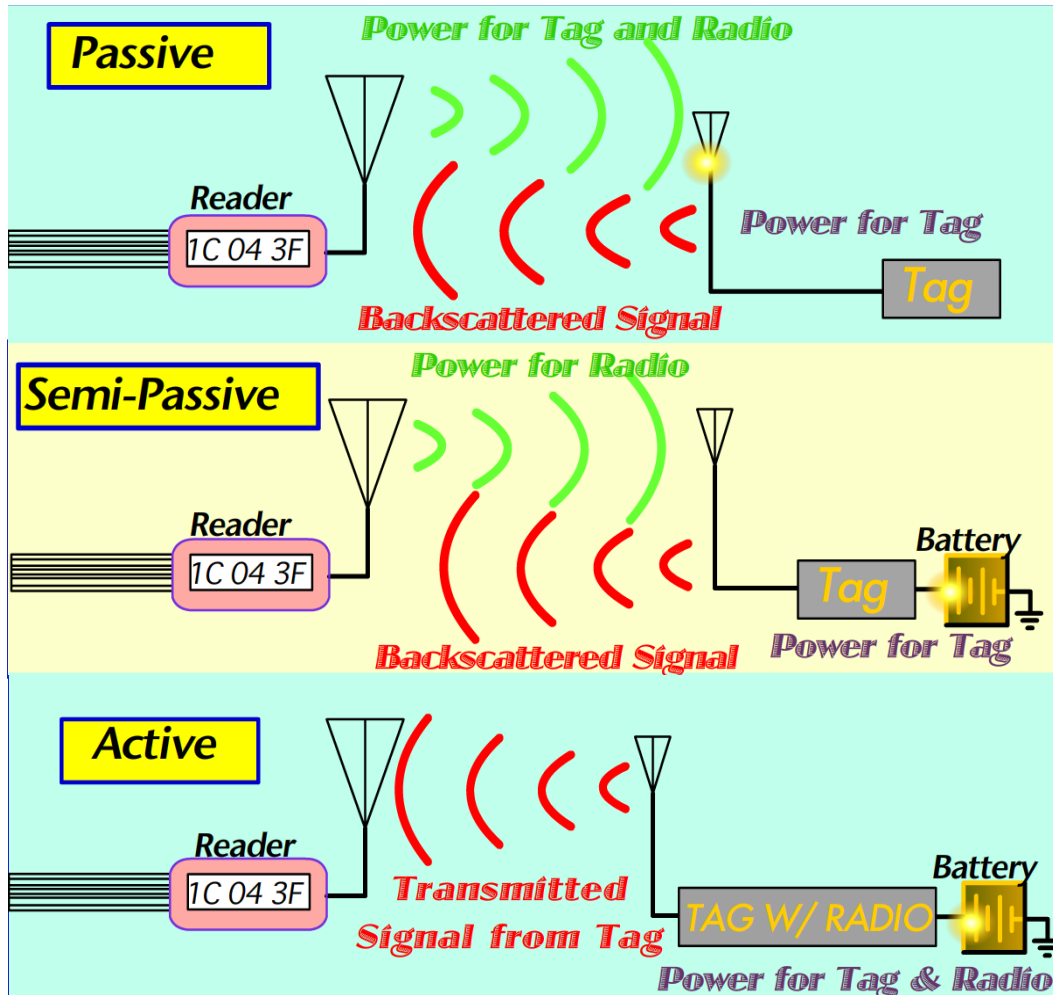 Passive
Power for Tag and Radio
Reader
1C 04 3F
Power for Tag
Tag
Backscattered Signal
Semi-Passive
Power for Radio
Reader
1C 04 3F
Battery
Tag
Power for Tag
Backscattered Signal
Active
Reader
1C 04 3F
Transmitted
Signal from Tag
Battery
TAG W/ RADIO
Power for Tag & Radio